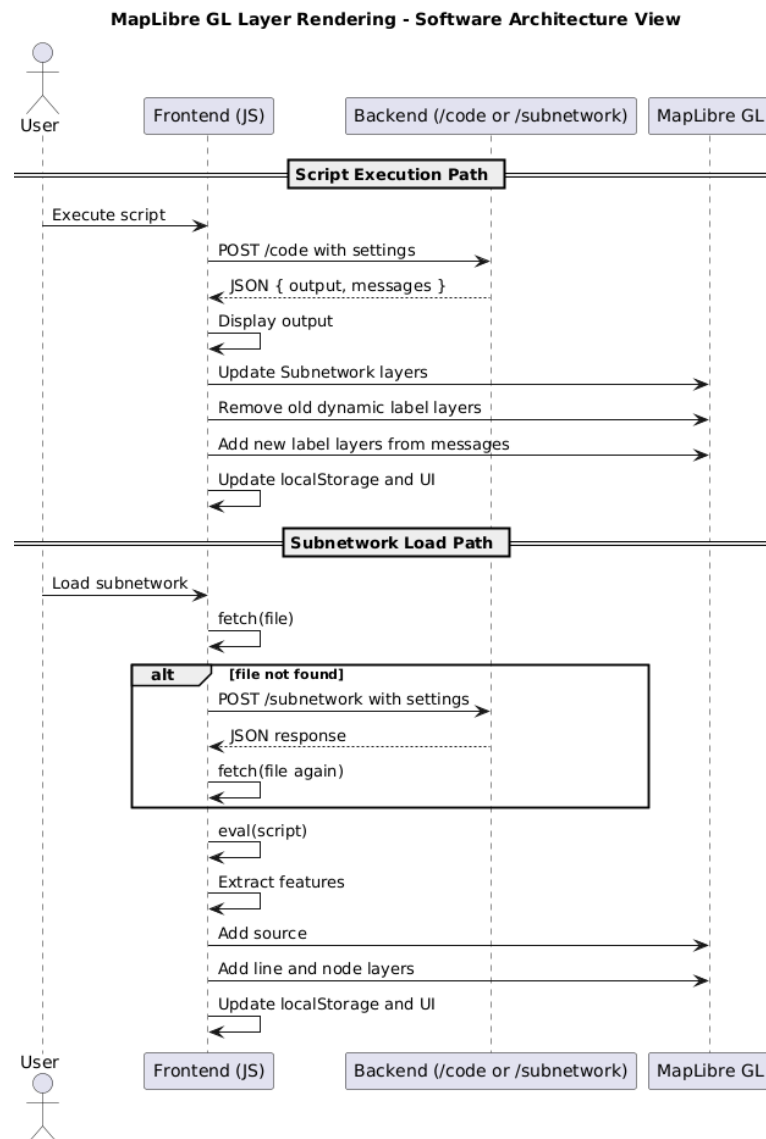 MapLibre GL Layer Rendering - Software Architecture View
User
Frontend (JS)
Backend (/code or /subnetwork)
MapLibre GL
Script Execution Path
Execute script
POST /code with settings
JSON { output, messages }
Display output
Update Subnetwork layers
Remove old dynamic label layers
Add new label layers from messages
Update localStorage and UI
Subnetwork Load Path
Load subnetwork
fetch(file)
alt [file not found]
POST /subnetwork with settings
JSON response
fetch(file again)
eval(script)
Extract features
Add source
Add line and node layers
Update localStorage and UI
User
Frontend (JS)
Backend (/code or /subnetwork)
MapLibre GL